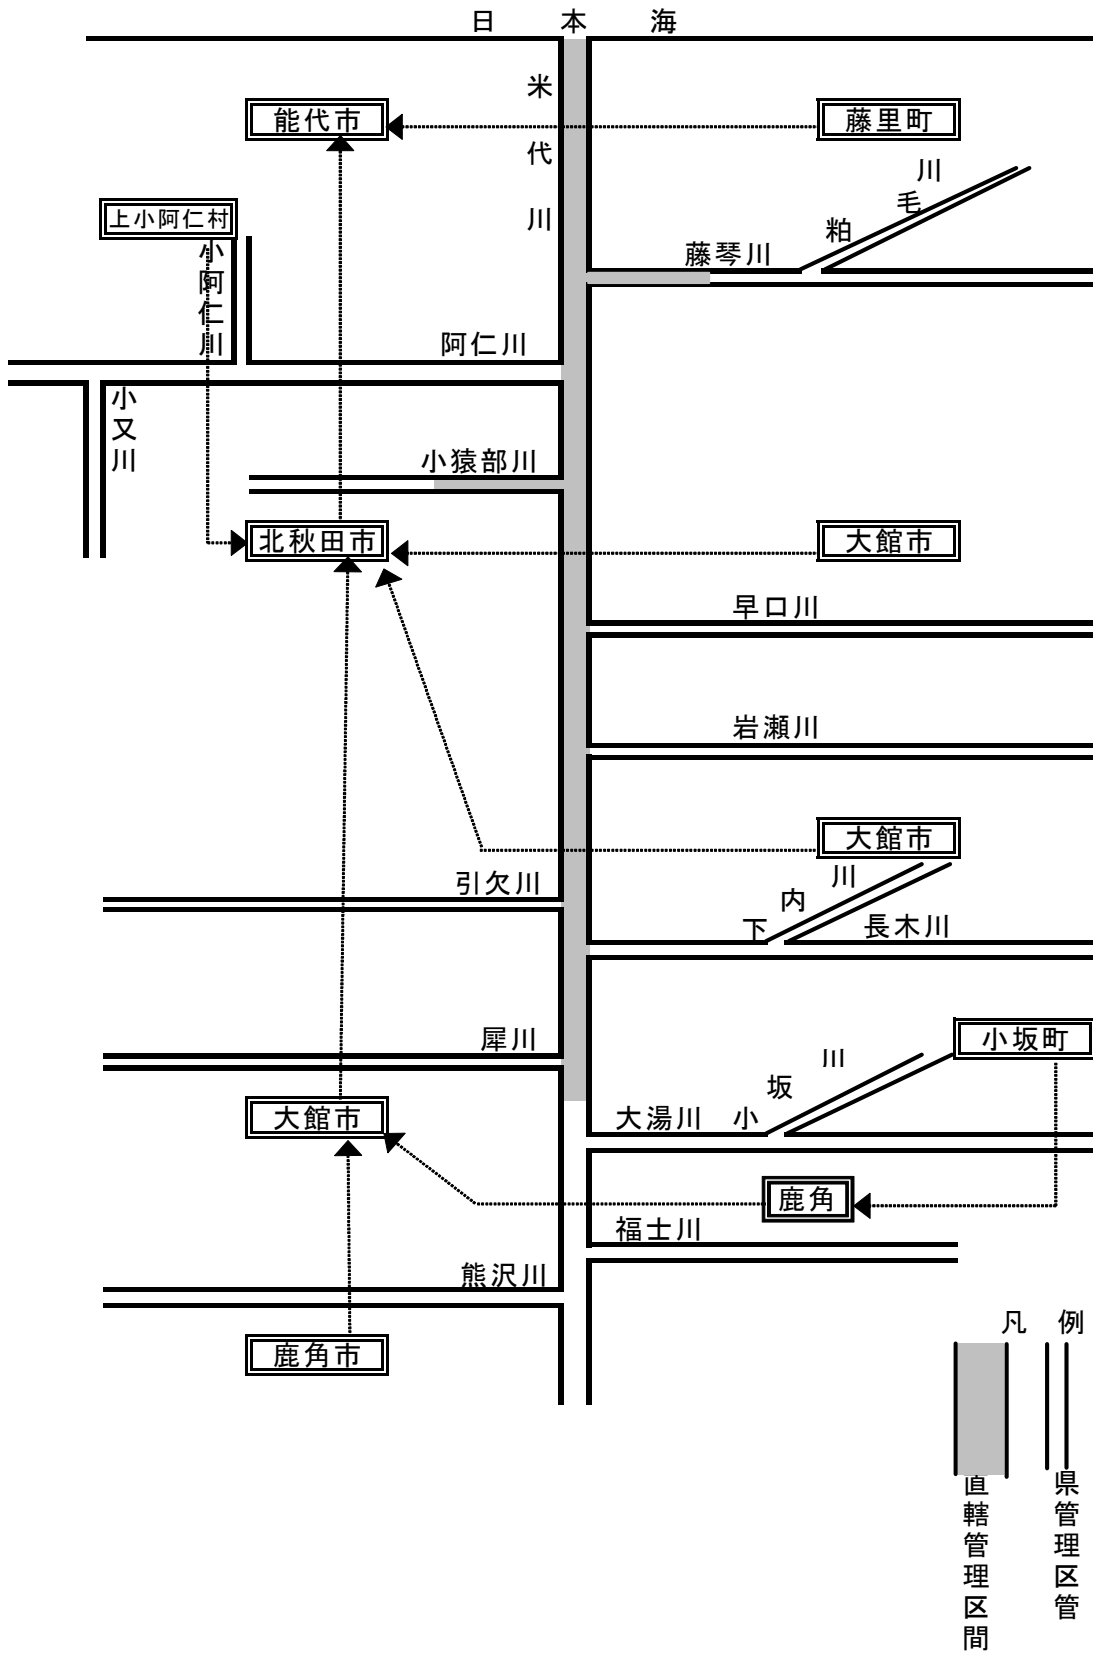 日本海
米代川
能代市
藤里町
上小阿仁村
粕毛川
藤琴川
小阿仁川
阿仁川
小又川
小猿部川
北秋田市
大館市
早口川
岩瀬川
大館市
引欠川
下内川
長木川
犀川
小坂町
大館市
大湯川
小坂川
鹿角
福士川
熊沢川
鹿角市
凡例
直轄管理区間
県管理区管